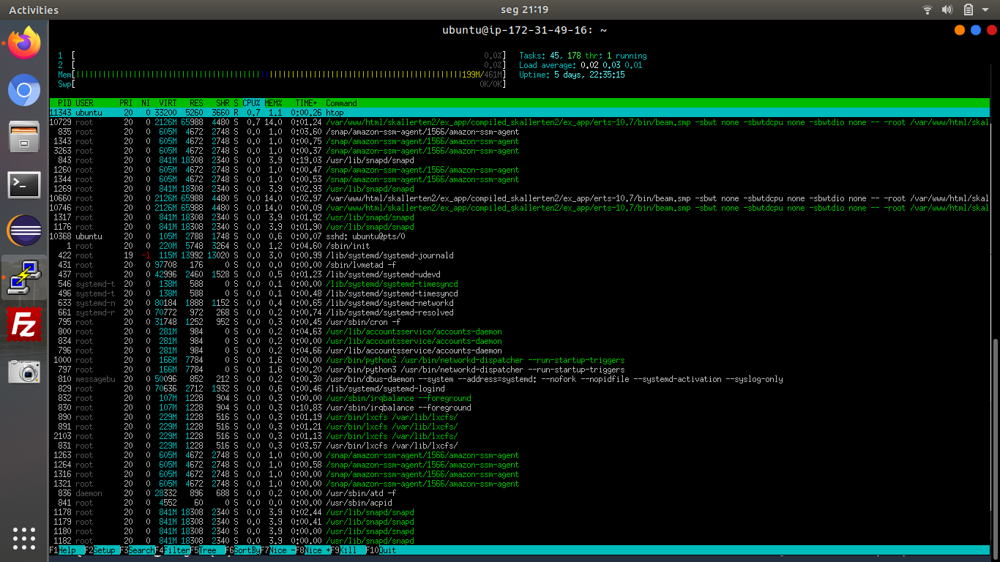 Activities
seg 21:19
ubuntu@ip-172-31-49-16: ~
1 [ 0.0%] Tasks: 45, 178 thr; 1 running
2 [ 0.0%] Load average: 0.02 0.03 0.01
Mem[||||||||||||||||||||||||||||199M/461M] Uptime: 5 days, 22:35:15
Swp[ 0K/0K]
PID USER PRI NI VIRT RES SHR S CPU% MEM% TIME+ Command
11343 ubuntu 20 0 33200 5260 3660 R 0.7 1.1 0:00.26 htop
10729 root 20 0 2126M 65988 4480 S 0.7 14.0 0:01.24 /var/www/html/skallerten2/ex_app/compiled_skallerten2/ex_app/erts-10.7/bin/beam.smp -sbwt none -sbwtdcpu none -sbwtdio none -- -root /var/www/html/skal
835 root 20 0 605M 4672 2748 S 0.0 1.0 0:03.60 /snap/amazon-ssm-agent/1566/amazon-ssm-agent
1343 root 20 0 605M 4672 2748 S 0.0 1.0 0:00.75 /snap/amazon-ssm-agent/1566/amazon-ssm-agent
3263 root 20 0 605M 4672 2748 S 0.0 1.0 0:00.37 /snap/amazon-ssm-agent/1566/amazon-ssm-agent
843 root 20 0 841M 18308 2340 S 0.0 3.9 0:19.03 /usr/lib/snapd/snapd
1260 root 20 0 605M 4672 2748 S 0.0 1.0 0:00.47 /snap/amazon-ssm-agent/1566/amazon-ssm-agent
1344 root 20 0 605M 4672 2748 S 0.0 1.0 0:00.53 /snap/amazon-ssm-agent/1566/amazon-ssm-agent
1269 root 20 0 841M 18308 2340 S 0.0 3.9 0:02.93 /usr/lib/snapd/snapd
10660 root 20 0 2126M 65988 4480 S 0.0 14.0 0:02.97 /var/www/html/skallerten2/ex_app/compiled_skallerten2/ex_app/erts-10.7/bin/beam.smp -sbwt none -sbwtdcpu none -sbwtdio none -- -root /var/www/html/skal
10746 root 20 0 2126M 65988 4480 S 0.0 14.0 0:00.09 /var/www/html/skallerten2/ex_app/compiled_skallerten2/ex_app/erts-10.7/bin/beam.smp -sbwt none -sbwtdcpu none -sbwtdio none -- -root /var/www/html/skal
1317 root 20 0 841M 18308 2340 S 0.0 3.9 0:01.92 /usr/lib/snapd/snapd
1176 root 20 0 841M 18308 2340 S 0.0 3.9 0:01.90 /usr/lib/snapd/snapd
10368 ubuntu 20 0 105M 2788 1748 S 0.0 0.6 0:00.07 sshd: ubuntu@pts/0
1 root 20 0 220M 5748 3264 S 0.0 1.2 0:04.60 /sbin/init
422 root 19 -1 115M 13992 13020 S 0.0 3.0 0:00.99 /lib/systemd/systemd-journald
431 root 20 0 97708 176 0 S 0.0 0.0 0:00.00 /sbin/lvmetad -f
437 root 20 0 42996 2460 1528 S 0.0 0.5 0:01.23 /lib/systemd/systemd-udevd
546 systemd-t 20 0 138M 588 0 S 0.0 0.1 0:00.00 /lib/systemd/systemd-timesyncd
496 systemd-t 20 0 138M 588 0 S 0.0 0.1 0:00.48 /lib/systemd/systemd-timesyncd
633 systemd-n 20 0 80184 1888 1152 S 0.0 0.4 0:00.65 /lib/systemd/systemd-networkd
661 systemd-r 20 0 70772 972 268 S 0.0 0.2 0:00.74 /lib/systemd/systemd-resolved
795 root 20 0 31748 1252 952 S 0.0 0.3 0:00.45 /usr/sbin/cron -f
800 root 20 0 281M 984 0 S 0.0 0.2 0:04.63 /usr/lib/accountsservice/accounts-daemon
834 root 20 0 281M 984 0 S 0.0 0.2 0:00.00 /usr/lib/accountsservice/accounts-daemon
796 root 20 0 281M 984 0 S 0.0 0.2 0:04.66 /usr/lib/accountsservice/accounts-daemon
1000 root 20 0 166M 7784 0 S 0.0 1.6 0:00.00 /usr/bin/python3 /usr/bin/networkd-dispatcher --run-startup-triggers
797 root 20 0 166M 7784 0 S 0.0 1.6 0:00.20 /usr/bin/python3 /usr/bin/networkd-dispatcher --run-startup-triggers
810 messagebu 20 0 50096 852 212 S 0.0 0.2 0:00.30 /usr/bin/dbus-daemon --system --address=systemd: --nofork --nopidfile --systemd-activation --syslog-only
829 root 20 0 70636 2712 1932 S 0.0 0.6 0:00.46 /lib/systemd/systemd-logind
832 root 20 0 107M 1228 904 S 0.0 0.3 0:00.00 /usr/sbin/irqbalance --foreground
830 root 20 0 107M 1228 904 S 0.0 0.3 0:10.83 /usr/sbin/irqbalance --foreground
890 root 20 0 229M 1228 516 S 0.0 0.3 0:01.19 /usr/bin/lxcfs /var/lib/lxcfs/
891 root 20 0 229M 1228 516 S 0.0 0.3 0:01.21 /usr/bin/lxcfs /var/lib/lxcfs/
2103 root 20 0 229M 1228 516 S 0.0 0.3 0:01.13 /usr/bin/lxcfs /var/lib/lxcfs/
831 root 20 0 229M 1228 516 S 0.0 0.3 0:03.57 /usr/bin/lxcfs /var/lib/lxcfs/
1263 root 20 0 605M 4672 2748 S 0.0 1.0 0:00.00 /snap/amazon-ssm-agent/1566/amazon-ssm-agent
1264 root 20 0 605M 4672 2748 S 0.0 1.0 0:00.58 /snap/amazon-ssm-agent/1566/amazon-ssm-agent
1316 root 20 0 605M 4672 2748 S 0.0 1.0 0:00.00 /snap/amazon-ssm-agent/1566/amazon-ssm-agent
1321 root 20 0 605M 4672 2748 S 0.0 1.0 0:00.00 /snap/amazon-ssm-agent/1566/amazon-ssm-agent
836 daemon 20 0 28332 896 688 S 0.0 0.2 0:00.00 /usr/sbin/atd -f
841 root 20 0 4552 60 0 S 0.0 0.0 0:00.00 /usr/sbin/acpid
1178 root 20 0 841M 18308 2340 S 0.0 3.9 0:02.44 /usr/lib/snapd/snapd
1179 root 20 0 841M 18308 2340 S 0.0 3.9 0:00.41 /usr/lib/snapd/snapd
1180 root 20 0 841M 18308 2340 S 0.0 3.9 0:00.00 /usr/lib/snapd/snapd
1182 root 20 0 841M 18308 2340 S 0.0 3.9 0:00.00 /usr/lib/snapd/snapd
F1Help F2Setup F3SearchF4FilterF5Tree F6SortByF7Nice -F8Nice +F9Kill F10Quit
Fz